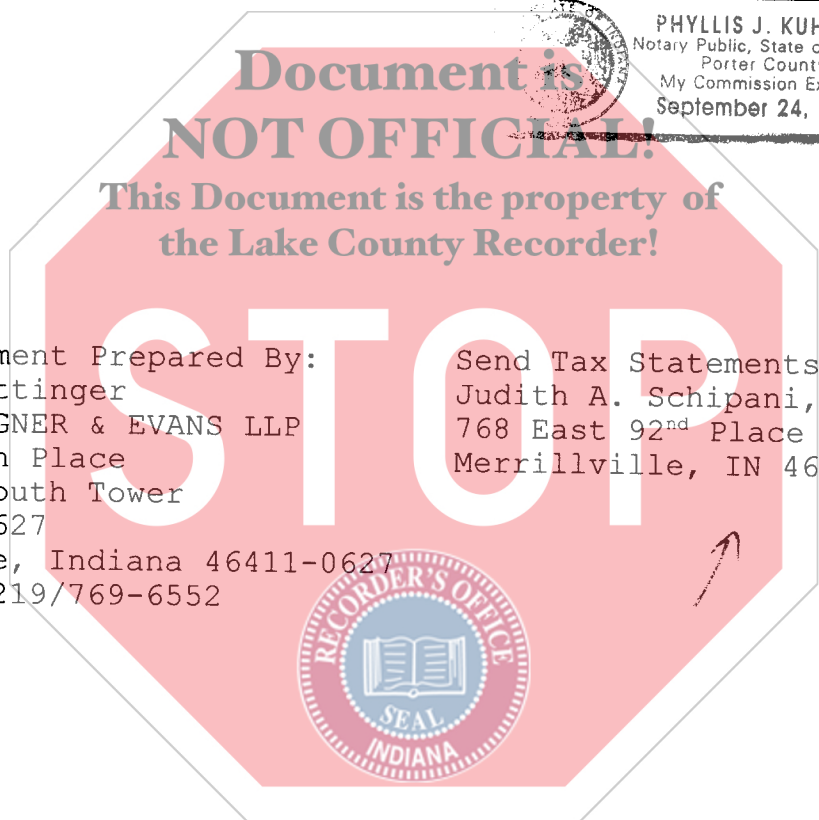 PHYLLIS J. KUH
Notary Public, State o
Porter Count
My Commission Ex
September 24,
Document is
NOT OFFICIAL!
This Document is the property of
the Lake County Recorder!
STOP
ment Prepared By:
ttinger
GNER & EVANS LLP
n Place
outh Tower
627
e, Indiana 46411-0627
219/769-6552
Send Tax Statements
Judith A. Schipani,
768 East 92nd Place
Merrillville, IN 46
RECORDER'S OFFICE
SEAL
INDIANA